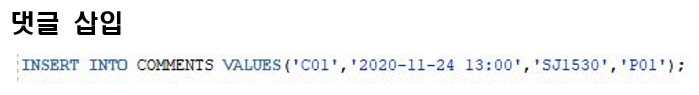 댓글 삽입
INSERT INTO COMMENTS VALUES('C01','2020-11-24 13:00','SJ1530','P01');